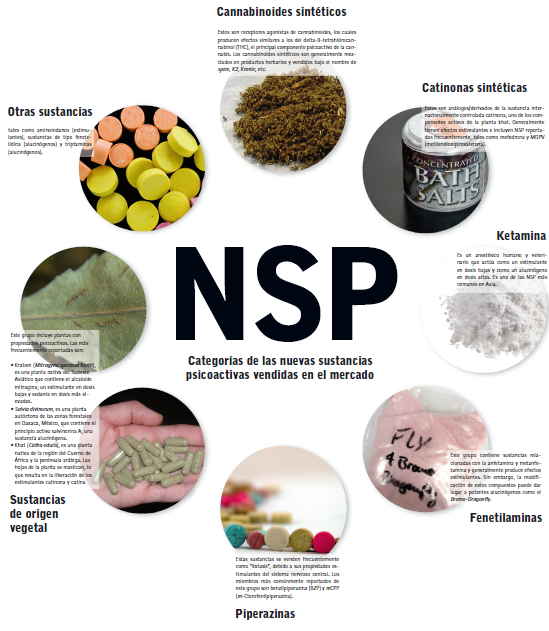 Cannabinoides sintéticos
Estos son receptores agonistas de cannabinoides, los cuales
producen efectos similares a los del delta-9-tetrahidrocan-
nabinol (THC), el principal componente psicoactivo de la can-
nabis. Los cannabinoides sintéticos son generalmente mez-
clados en productos herbarios y vendidos bajo el nombre de
spice, K2, Kronic, etc.
Catinonas sintéticas
Estos son análogos/derivados de la sustancia inter-
nacionalmente controlada catinona, uno de los com-
ponentes activos de la planta khat. Generalmente
tienen efectos estimulantes e incluyen NSP reporta-
das frecuentemente, tales como mefedrona y MDPV
(metilendioxipirovalerona).
CONCENTRATED
BATH
SALTS
Otras sustancias
tales como aminoindanos (estimu-
lantes), sustancias de tipo fenci-
lidina (alucinógenos) y triptaminas
(alucinógenos).
Ketamina
Es un anestésico humano y veteri-
nario que actúa como un estimulante
en dosis bajas y como un alucinógeno
en dosis altas. Es una de las NSP más
comunes en Asia.
NSP
Categorías de las nuevas sustancias
psicoactivas vendidas en el mercado
Este grupo incluye plantas con
propiedades psicoactivas. Las más
frecuentemente reportadas son:
• Kratom (Mitragyna speciosa Korth),
es una planta nativa del Sudeste
Asiático que contiene el alcaloide
mitragina; un estimulante en dosis
bajas y sedante en dosis más el-
evadas.
• Salvia divinorum, es una planta
autóctona de las zonas forestales
en Oaxaca, México, que contiene el
principio activo salvinorina A, una
sustancia alucinógena.
• Khat (Catha edulis), es una planta
nativa de la región del Cuerno de
África y la península arábiga. Las
hojas de la planta se mastican, lo
que resulta en la liberación de los
estimulantes catinona y catina
Sustancias
de origen
vegetal
FLY
Bromo
Dragonfly
Este grupo contiene sustancias rela-
cionadas con la anfetamina y metanfe-
tamina y generalmente produce efectos
estimulantes. Sin embargo, la modifi-
cación de estos compuestos puede dar
lugar a potentes alucinógenos como el
Bromo-Dragonfly.
Fenetilaminas
Estas sustancias se venden frecuentemente
como "éxtasis", debido a sus propiedades es-
timulantes del sistema nervioso central. Los
miembros más comúnmente reportados de
este grupo son bencilpiperazina (BZP) y mCPP
(m-Clorofenilpiperazina).
Piperazinas